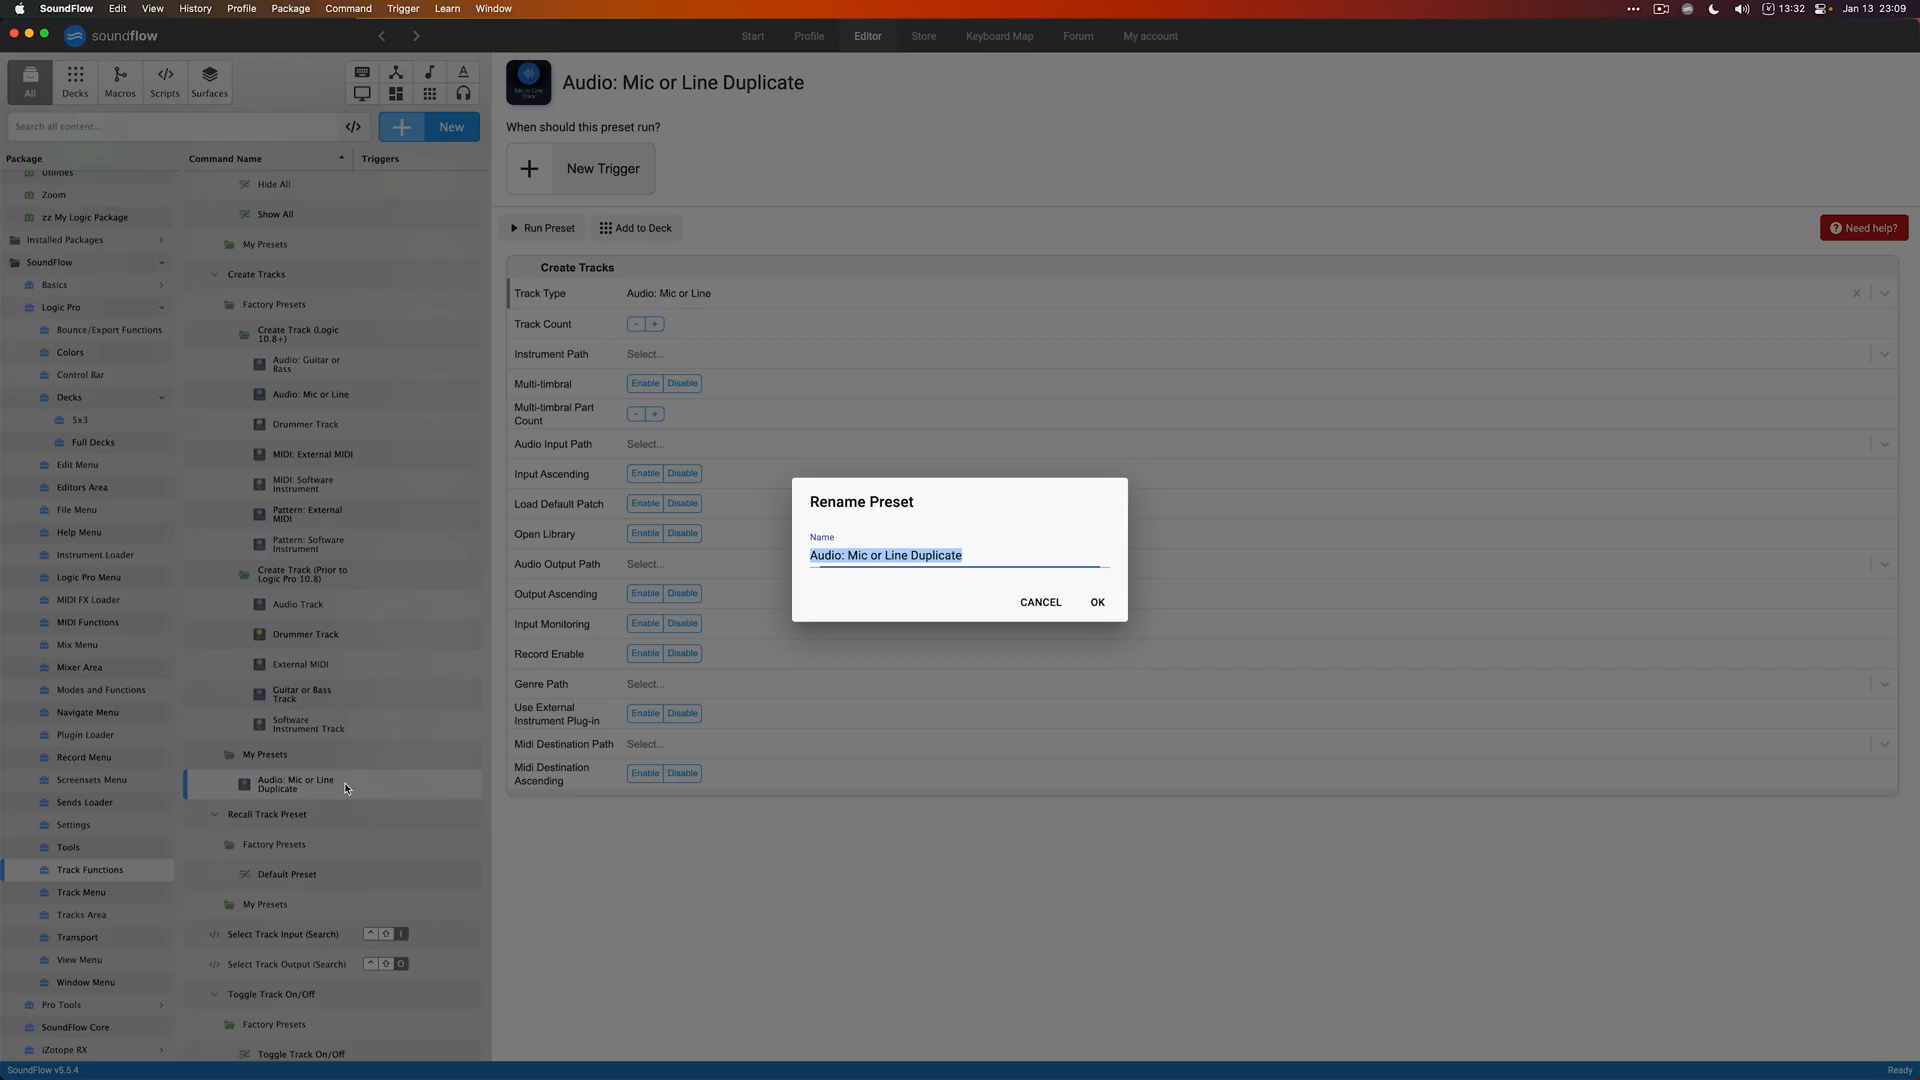 SoundFlow Edit View History Profile Package Command Trigger Learn Window
13:32 Jan 13 23:09
soundflow
Start Profile Editor Store Keyboard Map Forum My account
All Decks Macros Scripts Surfaces
Search all content...
+ New
Package Command Name Triggers
Utilities
Zoom
zz My Logic Package
Installed Packages
SoundFlow
Basics
Logic Pro
Bounce/Export Functions
Colors
Control Bar
Decks
5x3
Full Decks
Edit Menu
Editors Area
File Menu
Help Menu
Instrument Loader
Logic Pro Menu
MIDI FX Loader
MIDI Functions
Mix Menu
Mixer Area
Modes and Functions
Navigate Menu
Plugin Loader
Record Menu
Screensets Menu
Sends Loader
Settings
Tools
Track Functions
Track Menu
Tracks Area
Transport
View Menu
Window Menu
Pro Tools
SoundFlow Core
iZotope RX
Hide All
Show All
My Presets
Create Tracks
Factory Presets
Create Track (Logic
10.8+)
Audio: Guitar or
Bass
Audio: Mic or Line
Drummer Track
MIDI: External MIDI
MIDI: Software
Instrument
Pattern: External
MIDI
Pattern: Software
Instrument
Create Track (Prior to
Logic Pro 10.8)
Audio Track
Drummer Track
External MIDI
Guitar or Bass
Track
Software
Instrument Track
My Presets
Audio: Mic or Line
Duplicate
Recall Track Preset
Factory Presets
Default Preset
My Presets
Select Track Input (Search) ^ ⇧ I
Select Track Output (Search) ^ ⇧ O
Toggle Track On/Off
Factory Presets
Toggle Track On/Off
Mic or Line
Track
Audio: Mic or Line Duplicate
When should this preset run?
+ New Trigger
Run Preset Add to Deck
Need help?
Create Tracks
Track Type Audio: Mic or Line
Track Count - +
Instrument Path Select...
Multi-timbral Enable Disable
Multi-timbral Part
Count - +
Audio Input Path Select...
Input Ascending Enable Disable
Load Default Patch Enable Disable
Open Library Enable Disable
Audio Output Path Select...
Output Ascending Enable Disable
Input Monitoring Enable Disable
Record Enable Enable Disable
Genre Path Select...
Use External
Instrument Plug-in Enable Disable
Midi Destination Path Select...
Midi Destination
Ascending Enable Disable
Rename Preset
Name
Audio: Mic or Line Duplicate
CANCEL OK
SoundFlow v5.5.4
Ready